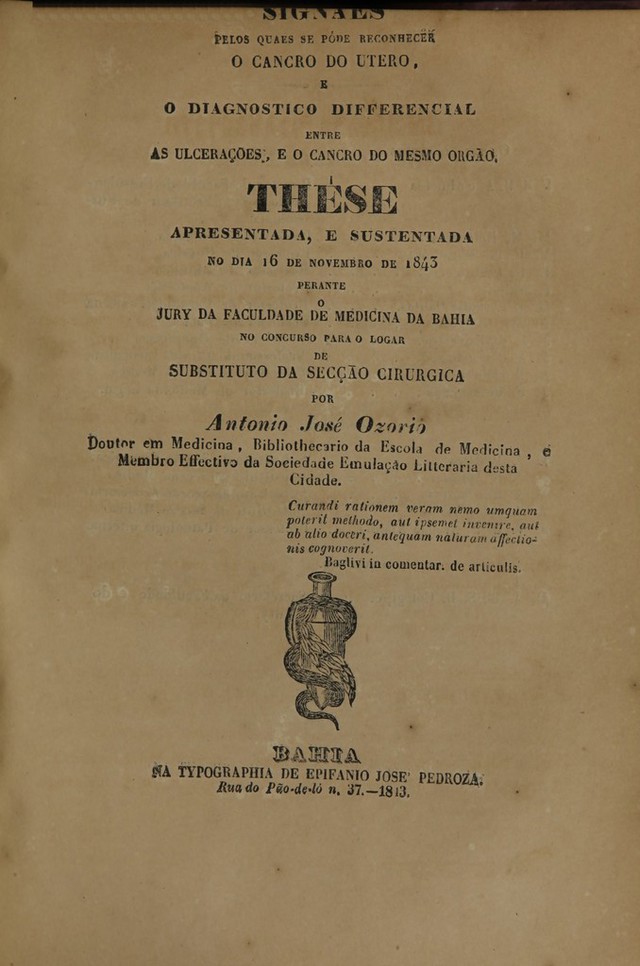 SIGNAES
PELOS QUAES SE PÓDE RECONHECER
O CANCRO DO UTERO,
E
O DIAGNOSTICO DIFFERENCIAL
ENTRE
AS ULCERAÇÕES, E O CANCRO DO MESMO ORGÃO,
THÉSE
APRESENTADA, E SUSTENTADA
NO DIA 16 DE NOVEMBRO DE 1843
PERANTE
O
JURY DA FACULDADE DE MEDICINA DA BAHIA
NO CONCURSO PARA O LOGAR
DE
SUBSTITUTO DA SECÇÃO CIRURGICA
POR
Antonio José Ozorio
Doutor em Medicina, Bibliothecario da Escola de Medicina, e
Membro Effectivo da Sociedade Emulação Litteraria desta
Cidade.
Curandi rationem veram nemo umquam
poterit methodo, aut ipsemet invenire, aut
ab alio doceri, antequam naturam affectio-
nis cognoverit.
Baglivi in comentar. de articulis.
BAHIA
NA TYPOGRAPHIA DE EPIFANIO JOSE' PEDROZA,
Rua do Pão-de-ló n. 37.—1843.